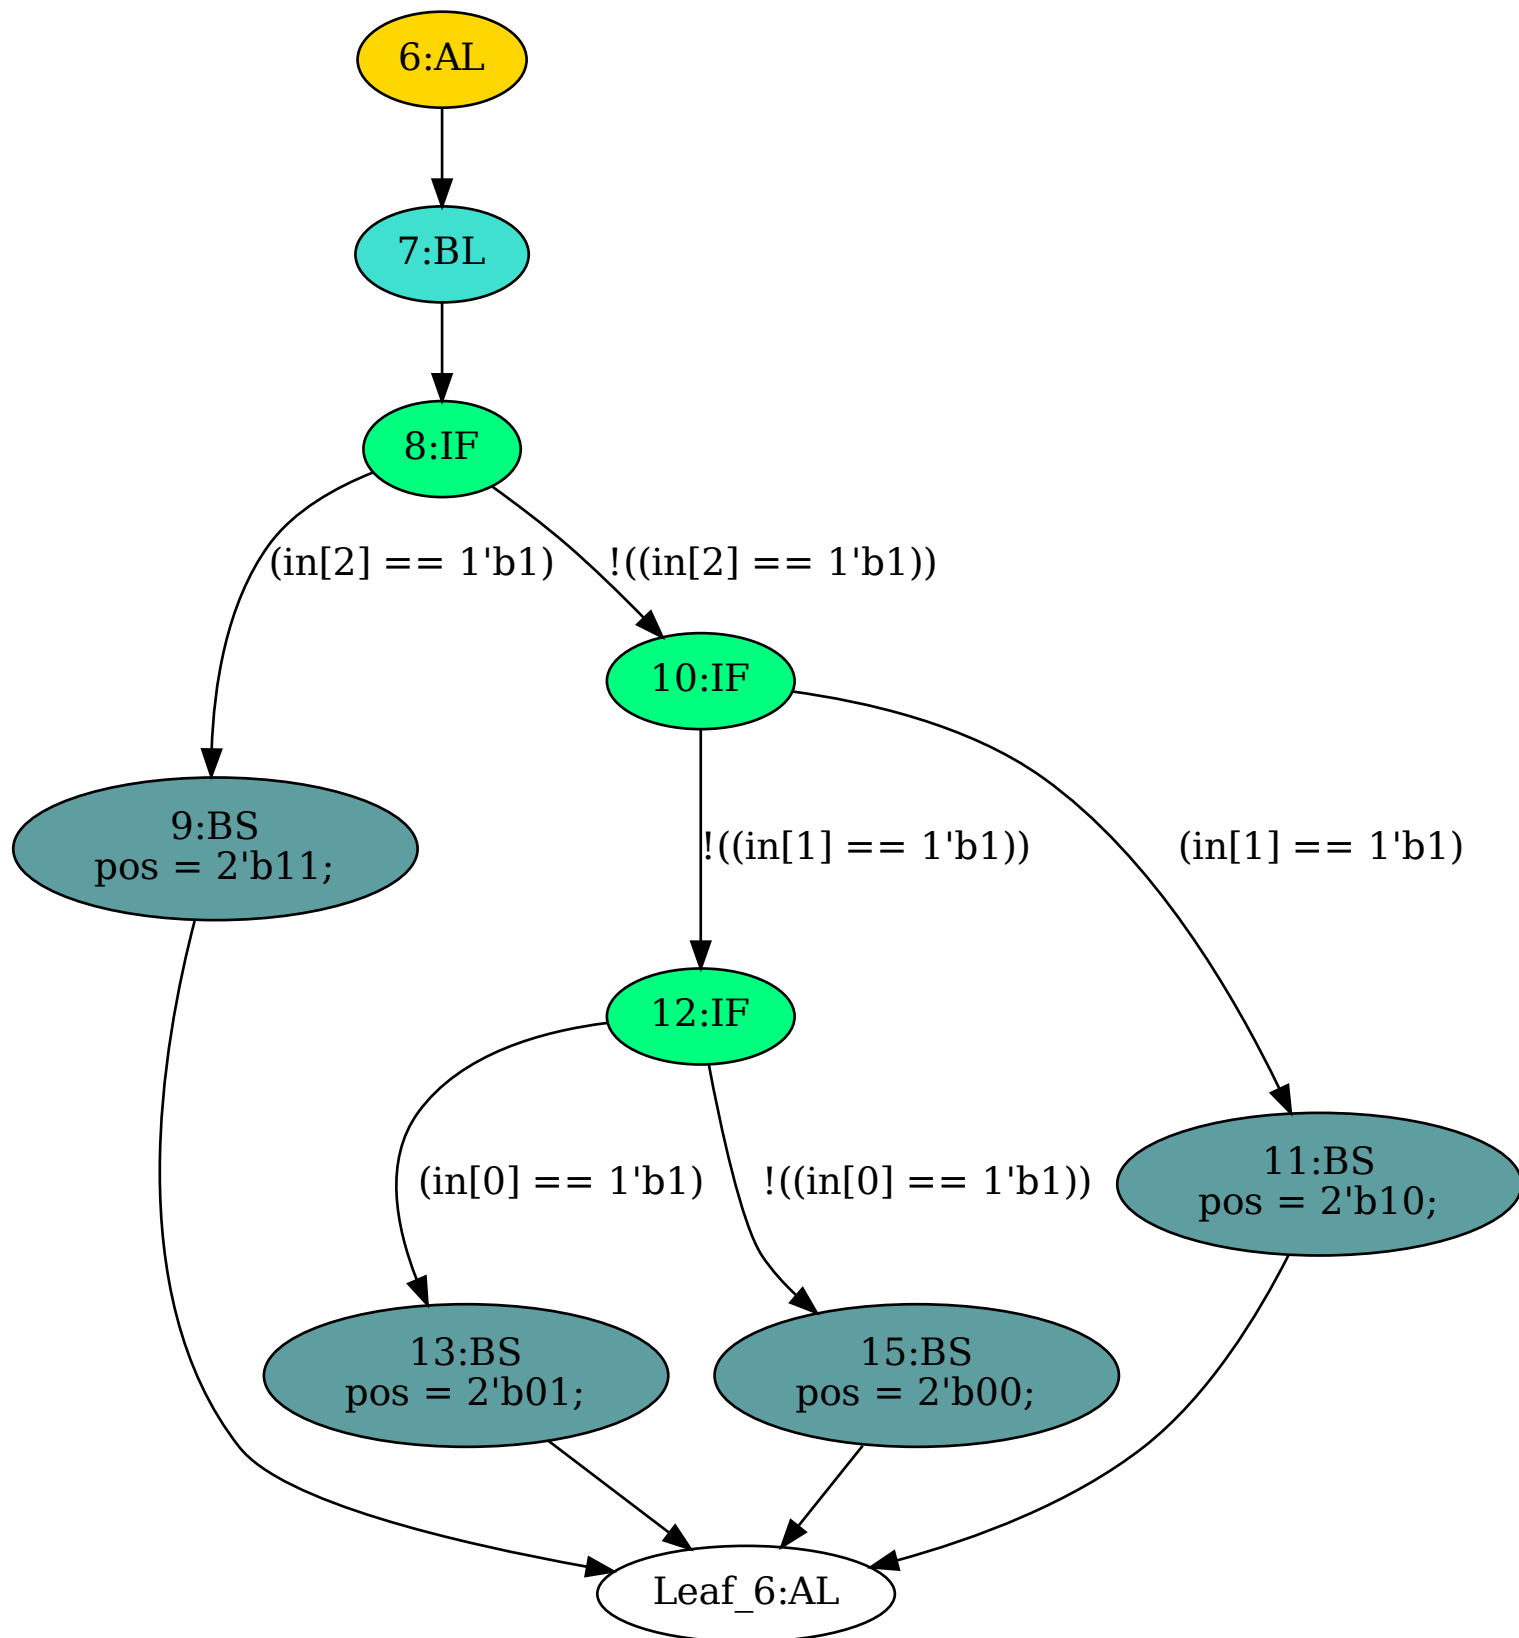 6:AL
7:BL
8:IF
(in[2] == 1'b1)
!((in[2] == 1'b1))
10:IF
9:BS
pos = 2'b11;
!((in[1] == 1'b1))
(in[1] == 1'b1)
12:IF
(in[0] == 1'b1)
!((in[0] == 1'b1))
11:BS
pos = 2'b10;
13:BS
pos = 2'b01;
15:BS
pos = 2'b00;
Leaf_6:AL